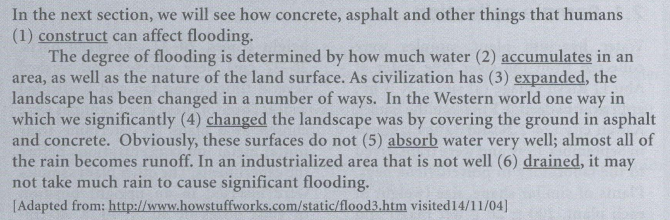 In the next section, we will see how concrete, asphalt and other things that humans
(1) construct can affect flooding.
The degree of flooding is determined by how much water (2) accumulates in an
area, as well as the nature of the land surface. As civilization has (3) expanded, the
landscape has been changed in a number of ways. In the Western world one way in
which we significantly (4) changed the landscape was by covering the ground in asphalt
and concrete. Obviously, these surfaces do not (5) absorb water very well; almost all of
the rain becomes runoff. In an industrialized area that is not well (6) drained, it may
not take much rain to cause significant flooding.
[Adapted from: http://www.howstuffworks.com/static/flood3.htm visited14/11/04]